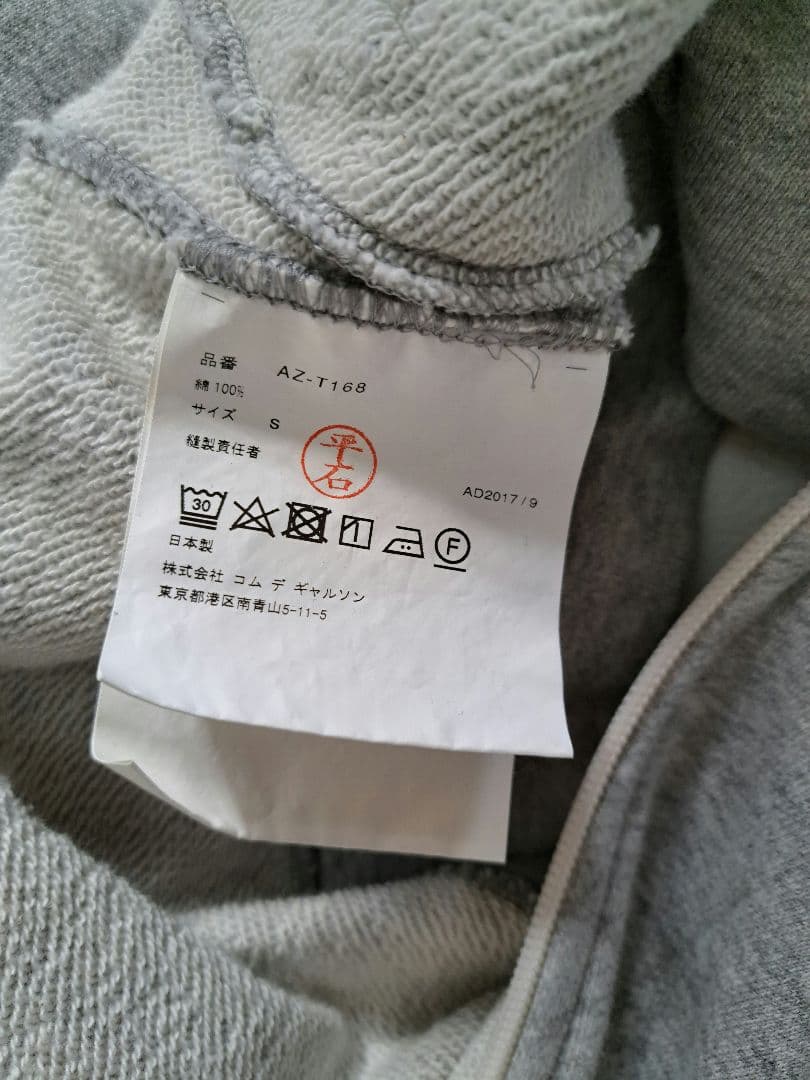 品番 AZ-T168
綿 100%
サイズ S
縫製責任者 平石
AD2017/9
30 F
日本製
株式会社 コム デ ギャルソン
東京都港区南青山5-11-5